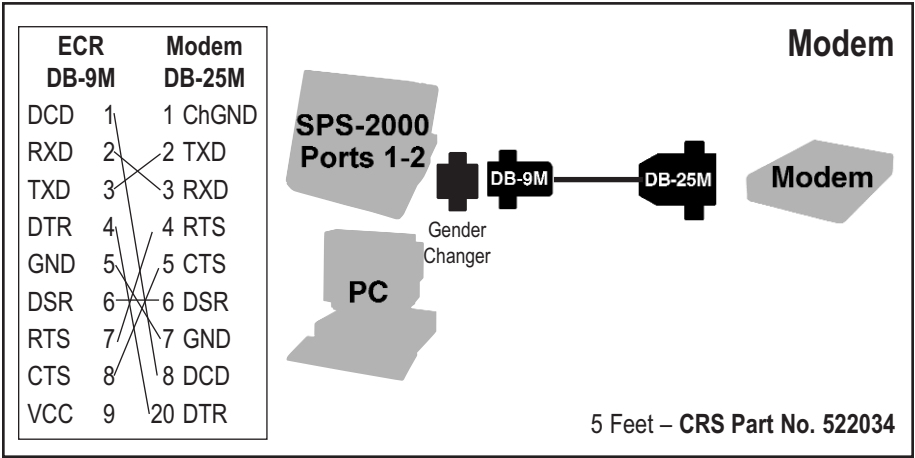 Modem
ECR Modem
DB-9M DB-25M
DCD 1 1 ChGND
RXD 2 2 TXD
TXD 3 3 RXD
DTR 4 4 RTS
GND 5 5 CTS
DSR 6 6 DSR
RTS 7 7 GND
CTS 8 8 DCD
VCC 9 20 DTR
SPS-2000
Ports 1-2
DB-9M
DB-25M
Modem
Gender
Changer
PC
5 Feet – CRS Part No. 522034